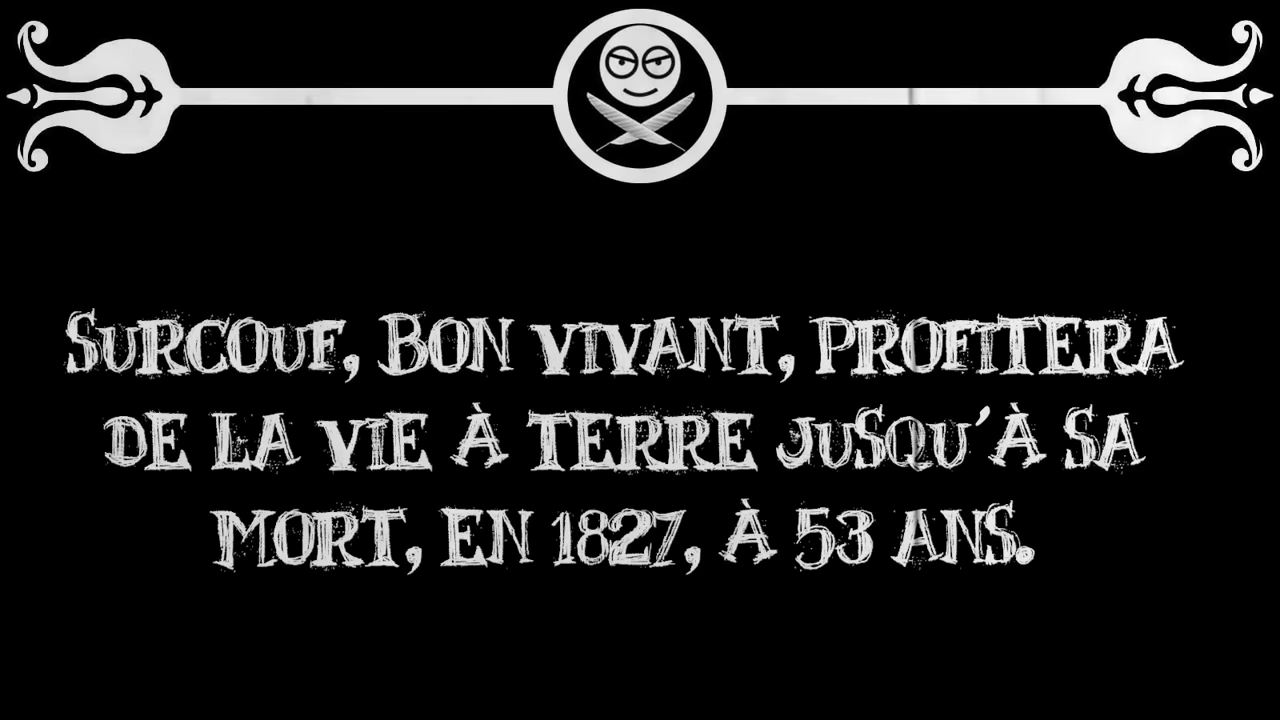 SURCOUF, BON VIVANT, PROFITERA
DE LA VIE À TERRE JUSQU'À SA
MORT, EN 1827, À 53 ANS.